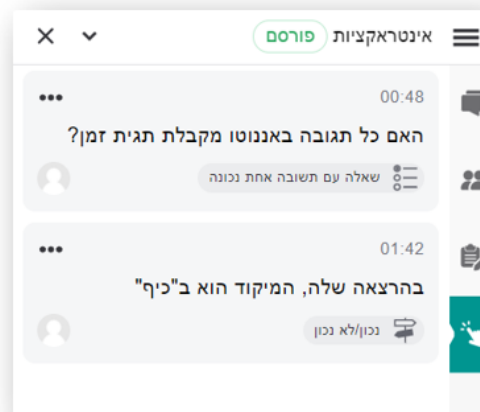 אינטראקציות פורסם
00:48
האם כל תגובה באננוטו מקבלת תגית זמן?
שאלה עם תשובה אחת נכונה
01:42
בהרצאה שלה, המיקוד הוא ב"כיף"
נכון/לא נכון